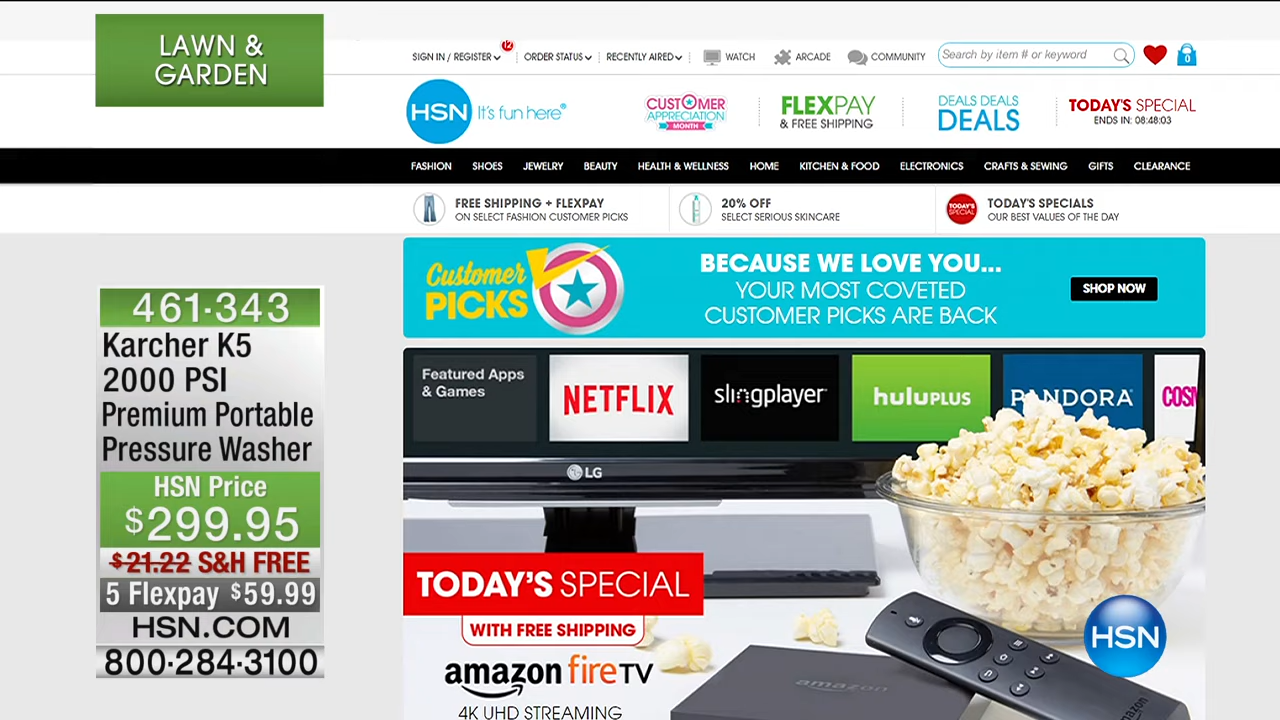 LAWN &
GARDEN
461·343
Karcher K5
2000 PSI
Premium Portable
Pressure Washer
HSN Price
$299.95
$21.22 S&H FREE
5 Flexpay $59.99
HSN.COM
800·284·3100
SIGN IN / REGISTER 12 ORDER STATUS RECENTLY AIRED WATCH ARCADE COMMUNITY Search by item # or keyword 0
HSN It's fun here®
CUSTOMER
APPRECIATION
MONTH
FLEXPAY
& FREE SHIPPING
DEALS DEALS
DEALS
TODAY'S SPECIAL
ENDS IN: 08:48:03
FASHION SHOES JEWELRY BEAUTY HEALTH & WELLNESS HOME KITCHEN & FOOD ELECTRONICS CRAFTS & SEWING GIFTS CLEARANCE
FREE SHIPPING + FLEXPAY
ON SELECT FASHION CUSTOMER PICKS
20% OFF
SELECT SERIOUS SKINCARE
TODAY'S
SPECIAL
TODAY'S SPECIALS
OUR BEST VALUES OF THE DAY
Customer
PICKS
BECAUSE WE LOVE YOU...
YOUR MOST COVETED
CUSTOMER PICKS ARE BACK
SHOP NOW
Featured Apps
& Games
NETFLIX
slingplayer
huluPLUS
PANDORA
COSM
LG
TODAY'S SPECIAL
WITH FREE SHIPPING
amazon fireTV
4K UHD STREAMING
amazon
amazon
HSN